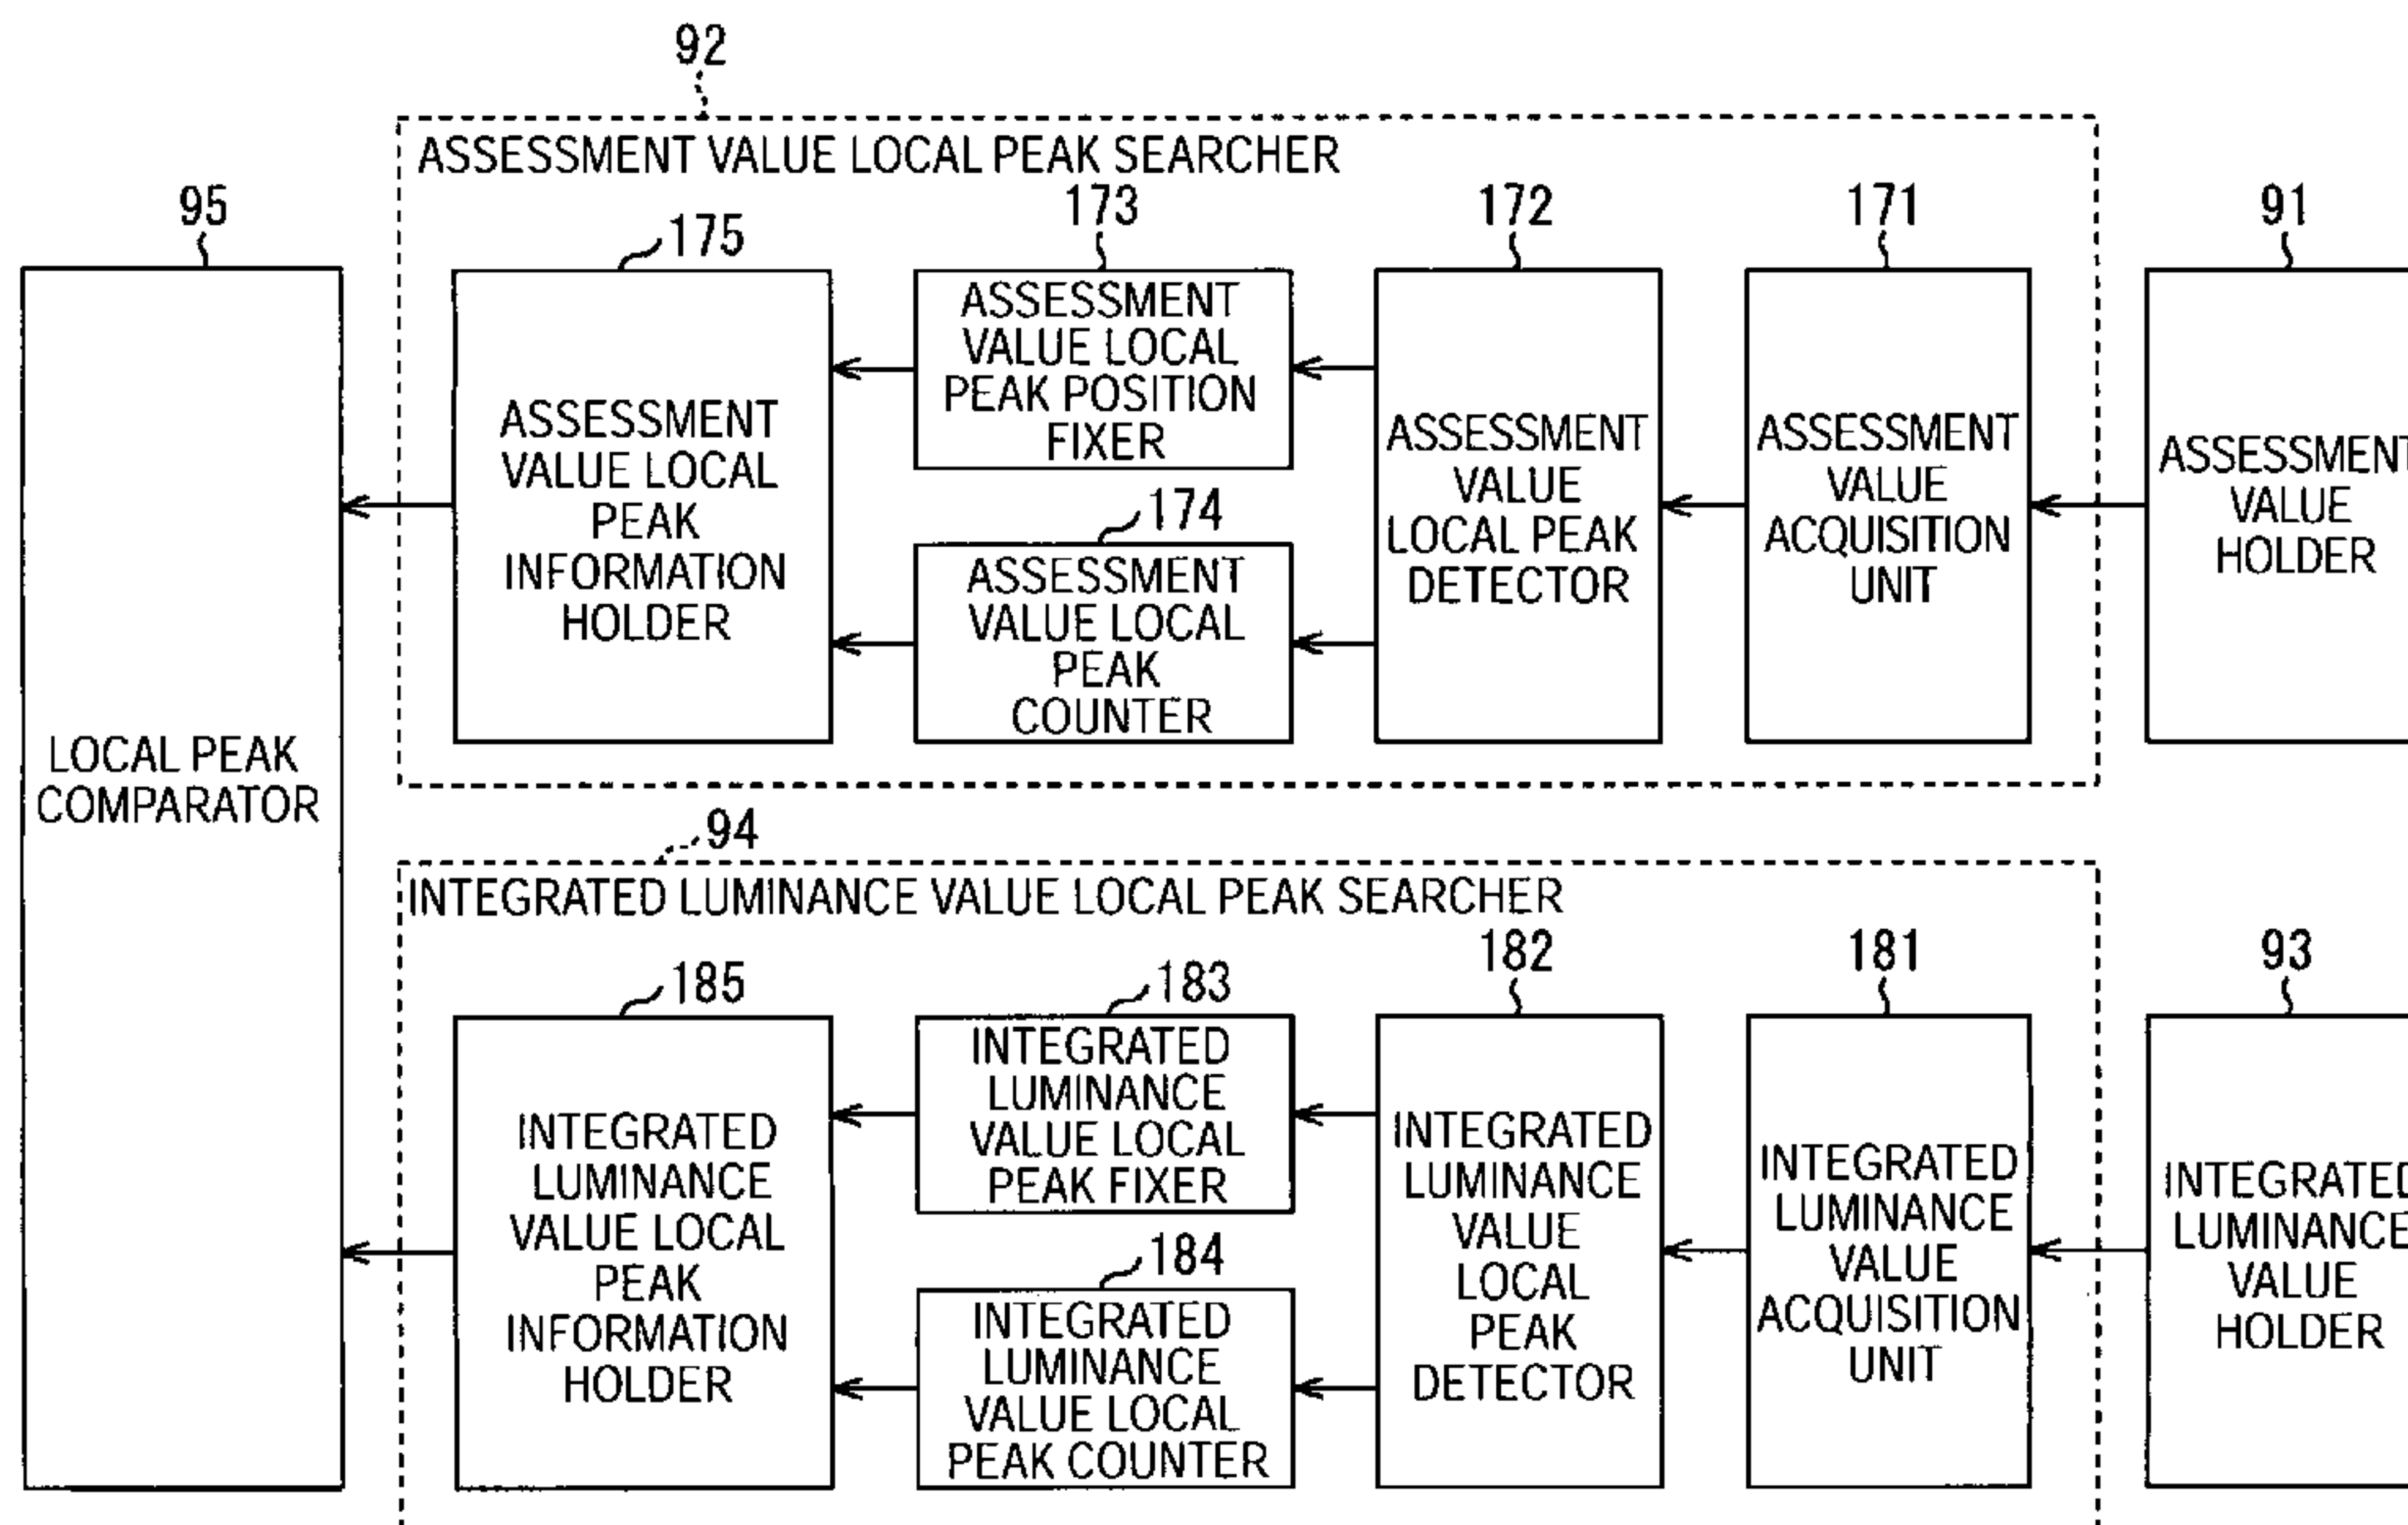 92
ASSESSMENT VALUE LOCAL PEAK SEARCHER
95
175
173
172
171
91
LOCAL PEAK
COMPARATOR
ASSESSMENT
VALUE LOCAL
PEAK
INFORMATION
HOLDER
ASSESSMENT
VALUE LOCAL
PEAK POSITION
FIXER
174
ASSESSMENT
VALUE LOCAL
PEAK
COUNTER
ASSESSMENT
VALUE
LOCAL PEAK
DETECTOR
ASSESSMENT
VALUE
ACQUISITION
UNIT
ASSESSMENT
VALUE
HOLDER
94
INTEGRATED LUMINANCE VALUE LOCAL PEAK SEARCHER
185
183
182
181
93
INTEGRATED
LUMINANCE
VALUE LOCAL
PEAK
INFORMATION
HOLDER
INTEGRATED
LUMINANCE
VALUE LOCAL
PEAK FIXER
184
INTEGRATED
LUMINANCE
VALUE LOCAL
PEAK COUNTER
INTEGRATED
LUMINANCE
VALUE
LOCAL
PEAK
DETECTOR
INTEGRATED
LUMINANCE
VALUE
ACQUISITION
UNIT
INTEGRATED
LUMINANCE
VALUE
HOLDER